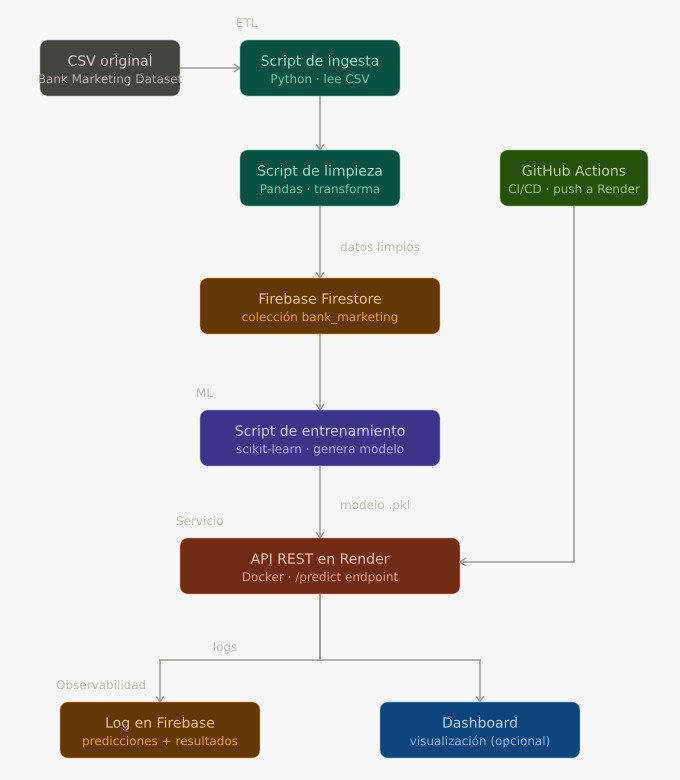 ETL
CSV original
Bank Marketing Dataset
Script de ingesta
Python · lee CSV
Script de limpieza
Pandas · transforma
GitHub Actions
CI/CD · push a Render
datos limpios
Firebase Firestore
colección bank_marketing
ML
Script de entrenamiento
scikit-learn · genera modelo
modelo .pkl
Servicio
API REST en Render
Docker · /predict endpoint
logs
Observabilidad
Log en Firebase
predicciones + resultados
Dashboard
visualización (opcional)